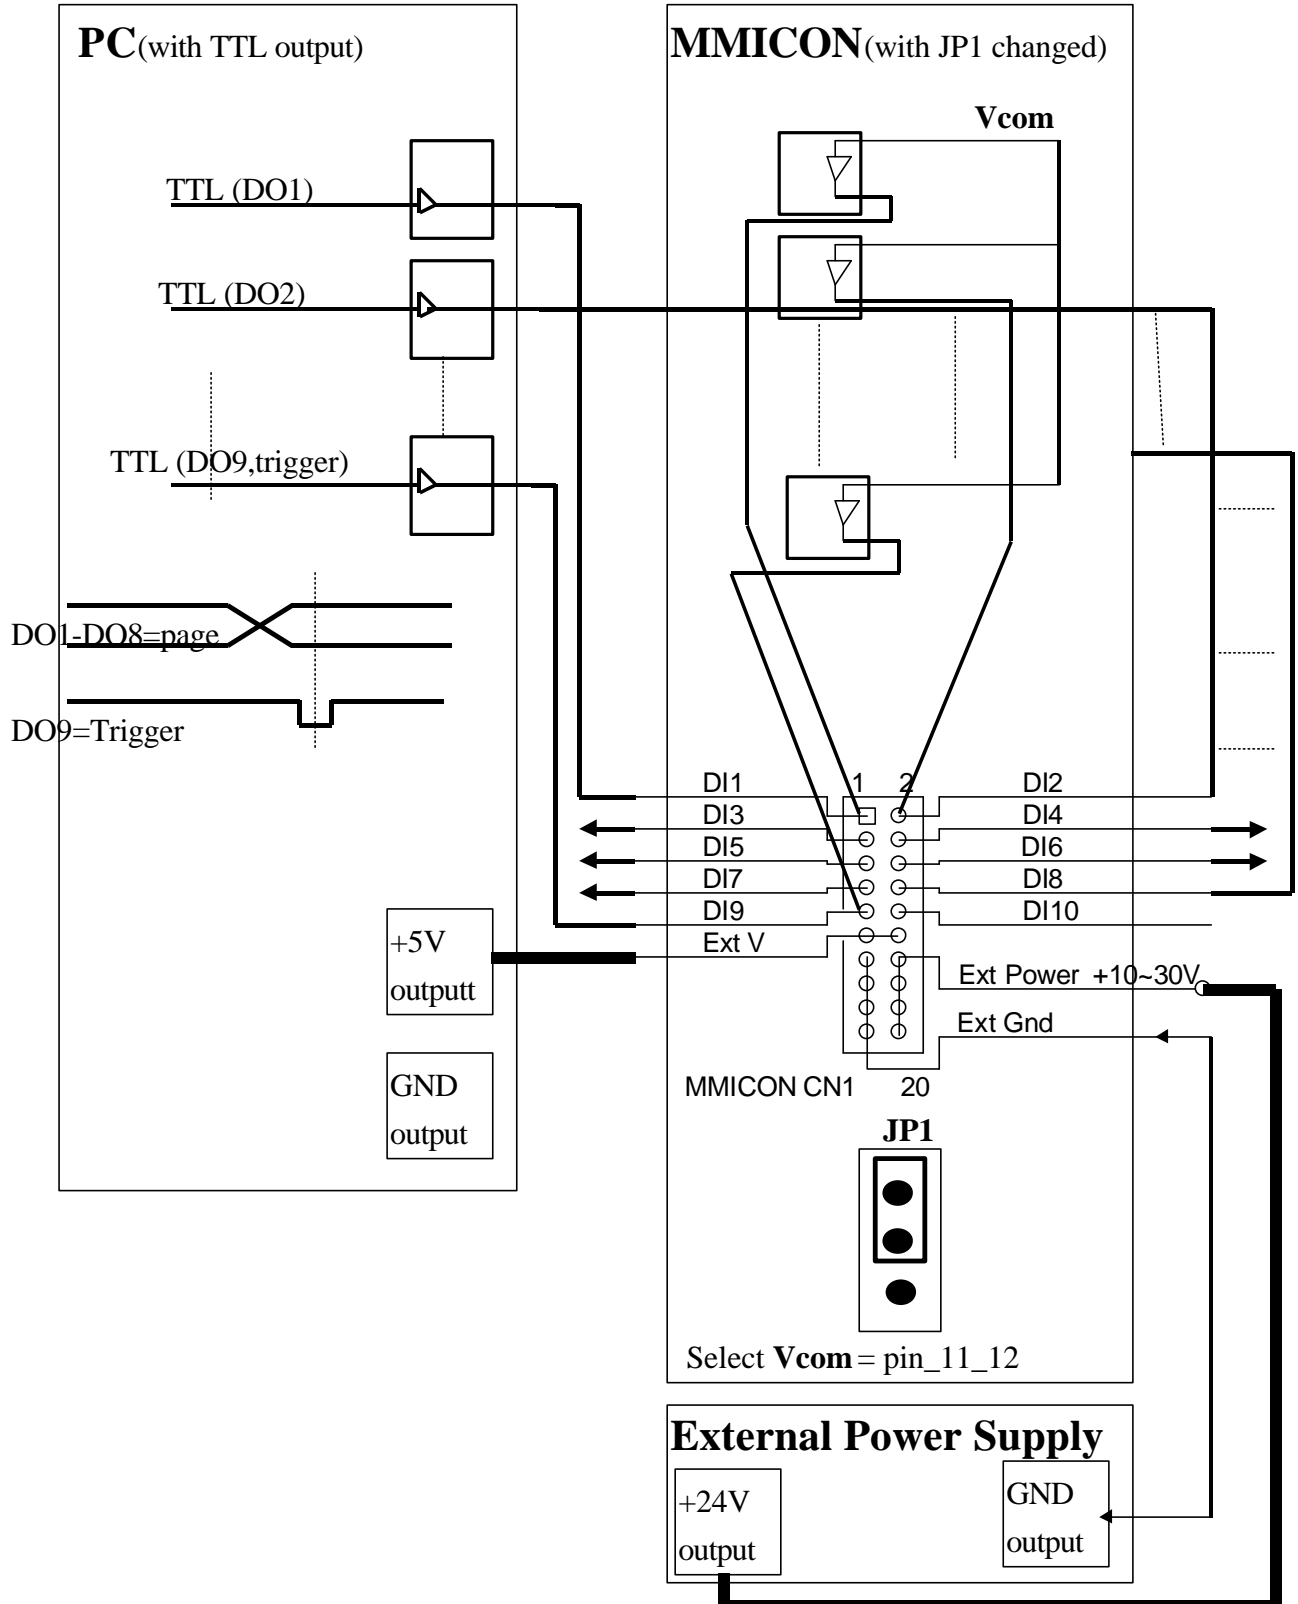 PC(with TTL output)
MMICON(with JP1 changed)
Vcom
TTL (DO1)
TTL (DO2)
TTL (DO9,trigger)
DO1-DO8=page
DO9=Trigger
1 2
DI1
DI2
DI3
DI4
DI5
DI6
DI7
DI8
DI9
DI10
Ext V
+5V
outputt
Ext Power +10~30V
Ext Gnd
GND
output
MMICON CN1 20
JP1
Select Vcom = pin_11_12
External Power Supply
+24V
output
GND
output